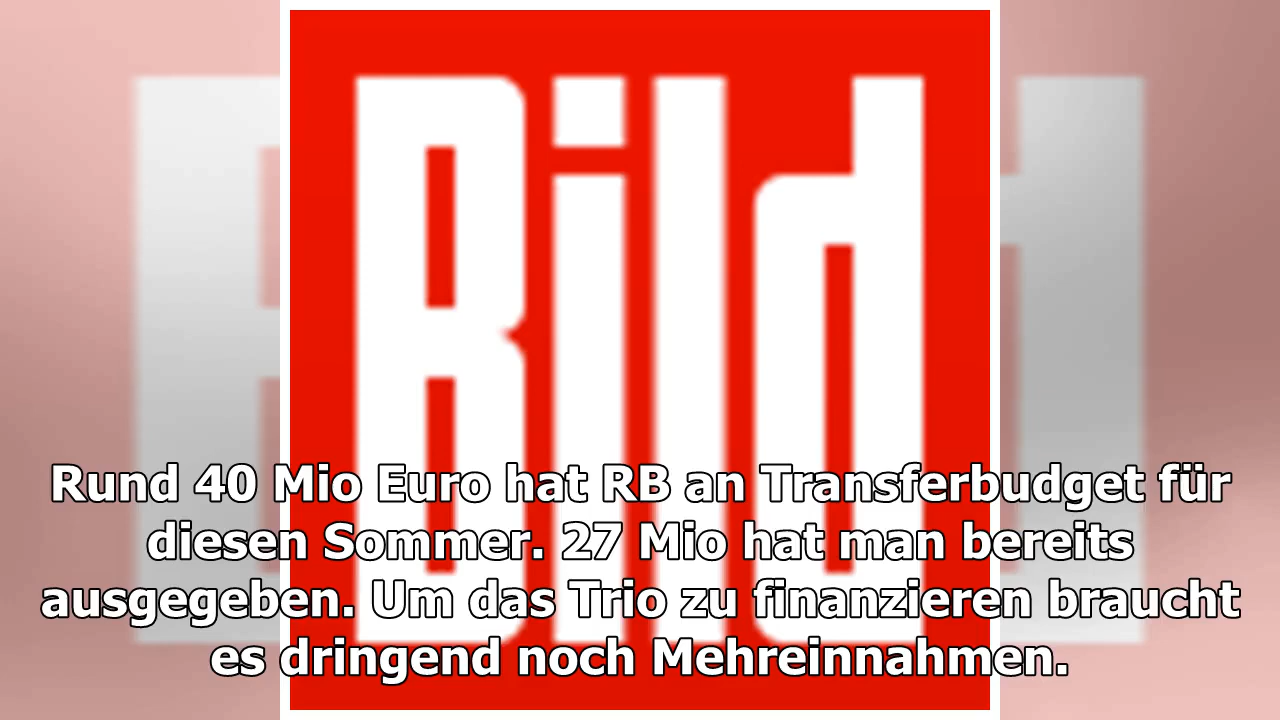 Bild
Rund 40 Mio Euro hat RB an Transferbudget für
diesen Sommer. 27 Mio hat man bereits
ausgegeben. Um das Trio zu finanzieren braucht
es dringend noch Mehreinnahmen.